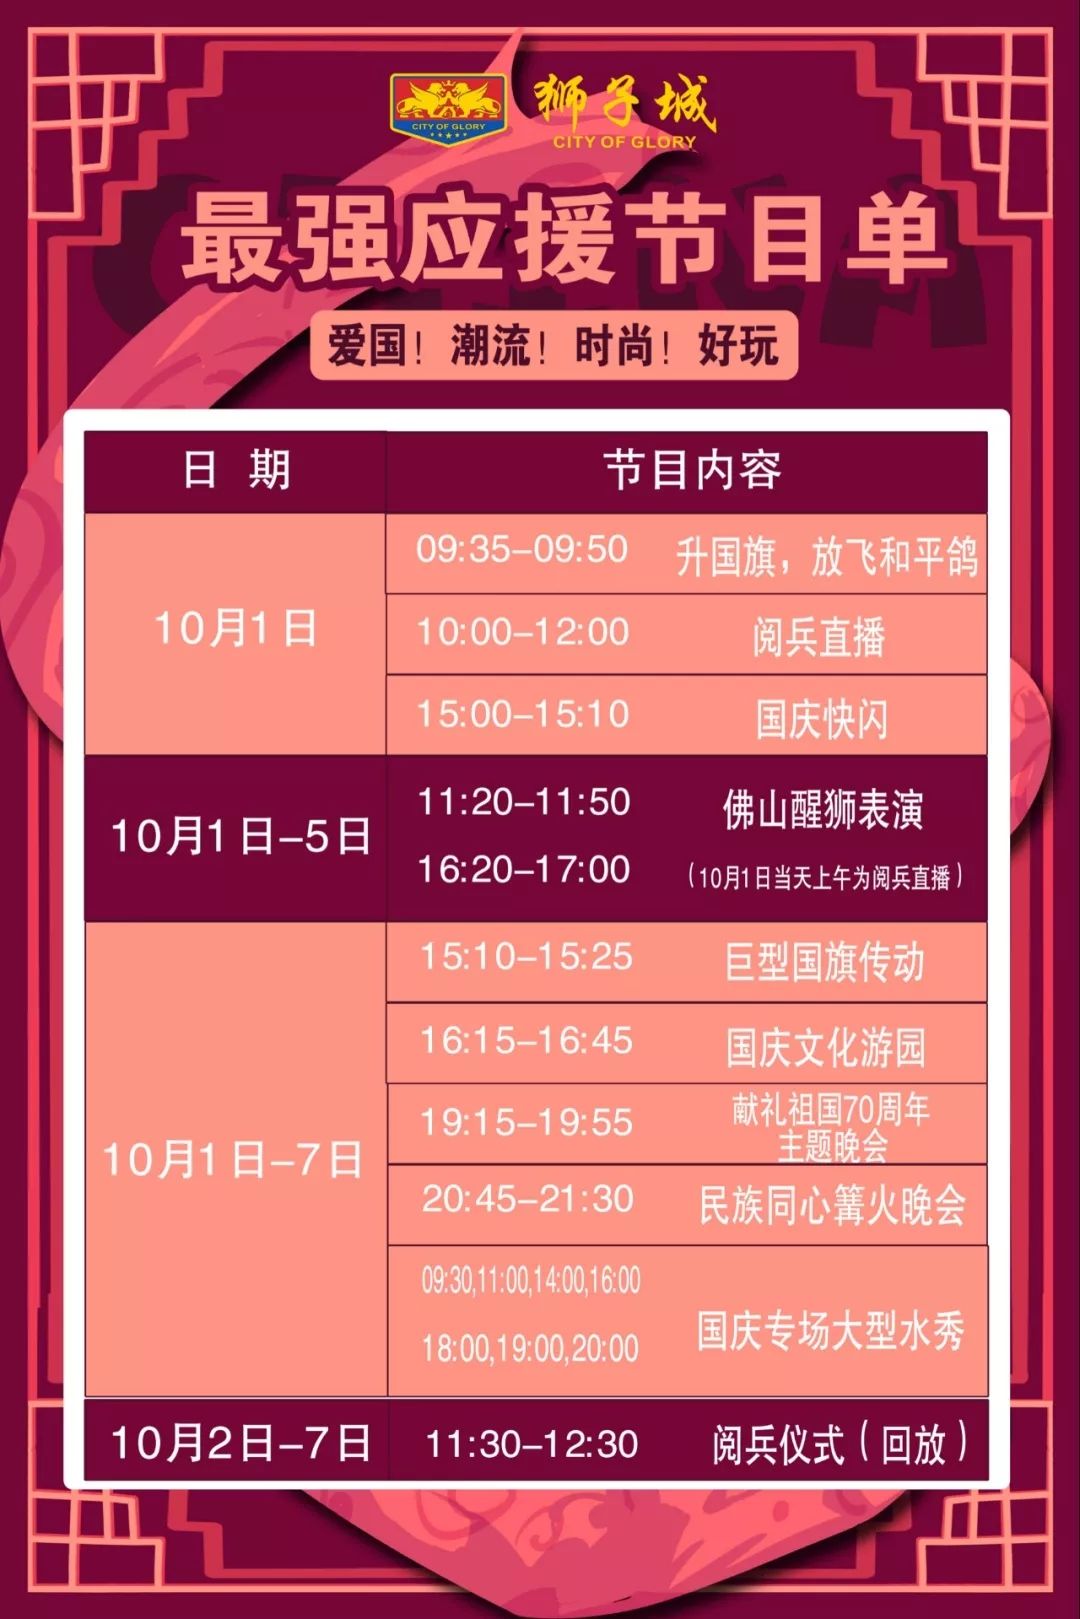 CITY OF GLORY
狮子城
CITY OF GLORY
最强应援节目单
爱国！潮流！时尚！好玩
日 期 节目内容
10月1日
09:35-09:50 升国旗，放飞和平鸽
10:00-12:00 阅兵直播
15:00-15:10 国庆快闪
10月1日-5日
11:20-11:50 佛山醒狮表演
16:20-17:00 （10月1日当天上午为阅兵直播）
10月1日-7日
15:10-15:25 巨型国旗传动
16:15-16:45 国庆文化游园
19:15-19:55 献礼祖国70周年
主题晚会
20:45-21:30 民族同心篝火晚会
09:30,11:00,14:00,16:00
18:00,19:00,20:00 国庆专场大型水秀
10月2日-7日 11:30-12:30 阅兵仪式（回放）